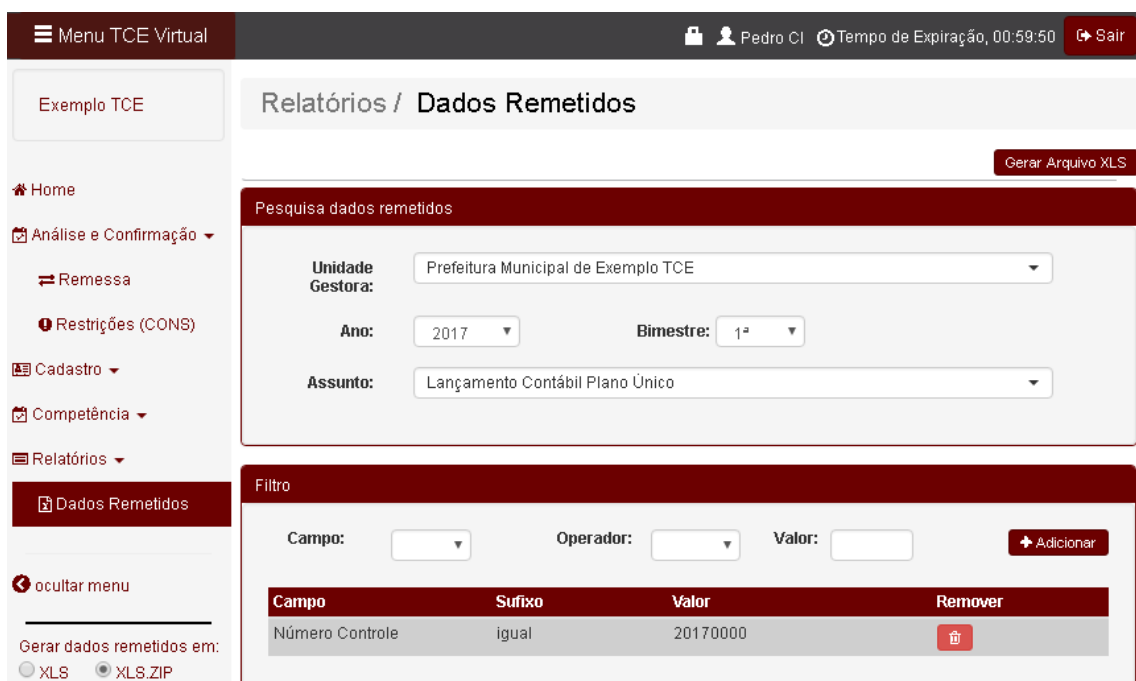 Menu TCE Virtual
Pedro CI Tempo de Expiração, 00:59:50 Sair
Exemplo TCE
Relatórios / Dados Remetidos
Gerar Arquivo XLS
Home
Análise e Confirmação
Remessa
Restrições (CONS)
Cadastro
Competência
Relatórios
Dados Remetidos
ocultar menu
Gerar dados remetidos em:
XLS XLS.ZIP
Pesquisa dados remetidos
Unidade Gestora: Prefeitura Municipal de Exemplo TCE
Ano: 2017 Bimestre: 1ª
Assunto: Lançamento Contábil Plano Único
Filtro
Campo: Operador: Valor: Adicionar
Campo Sufixo Valor Remover
Número Controle igual 20170000